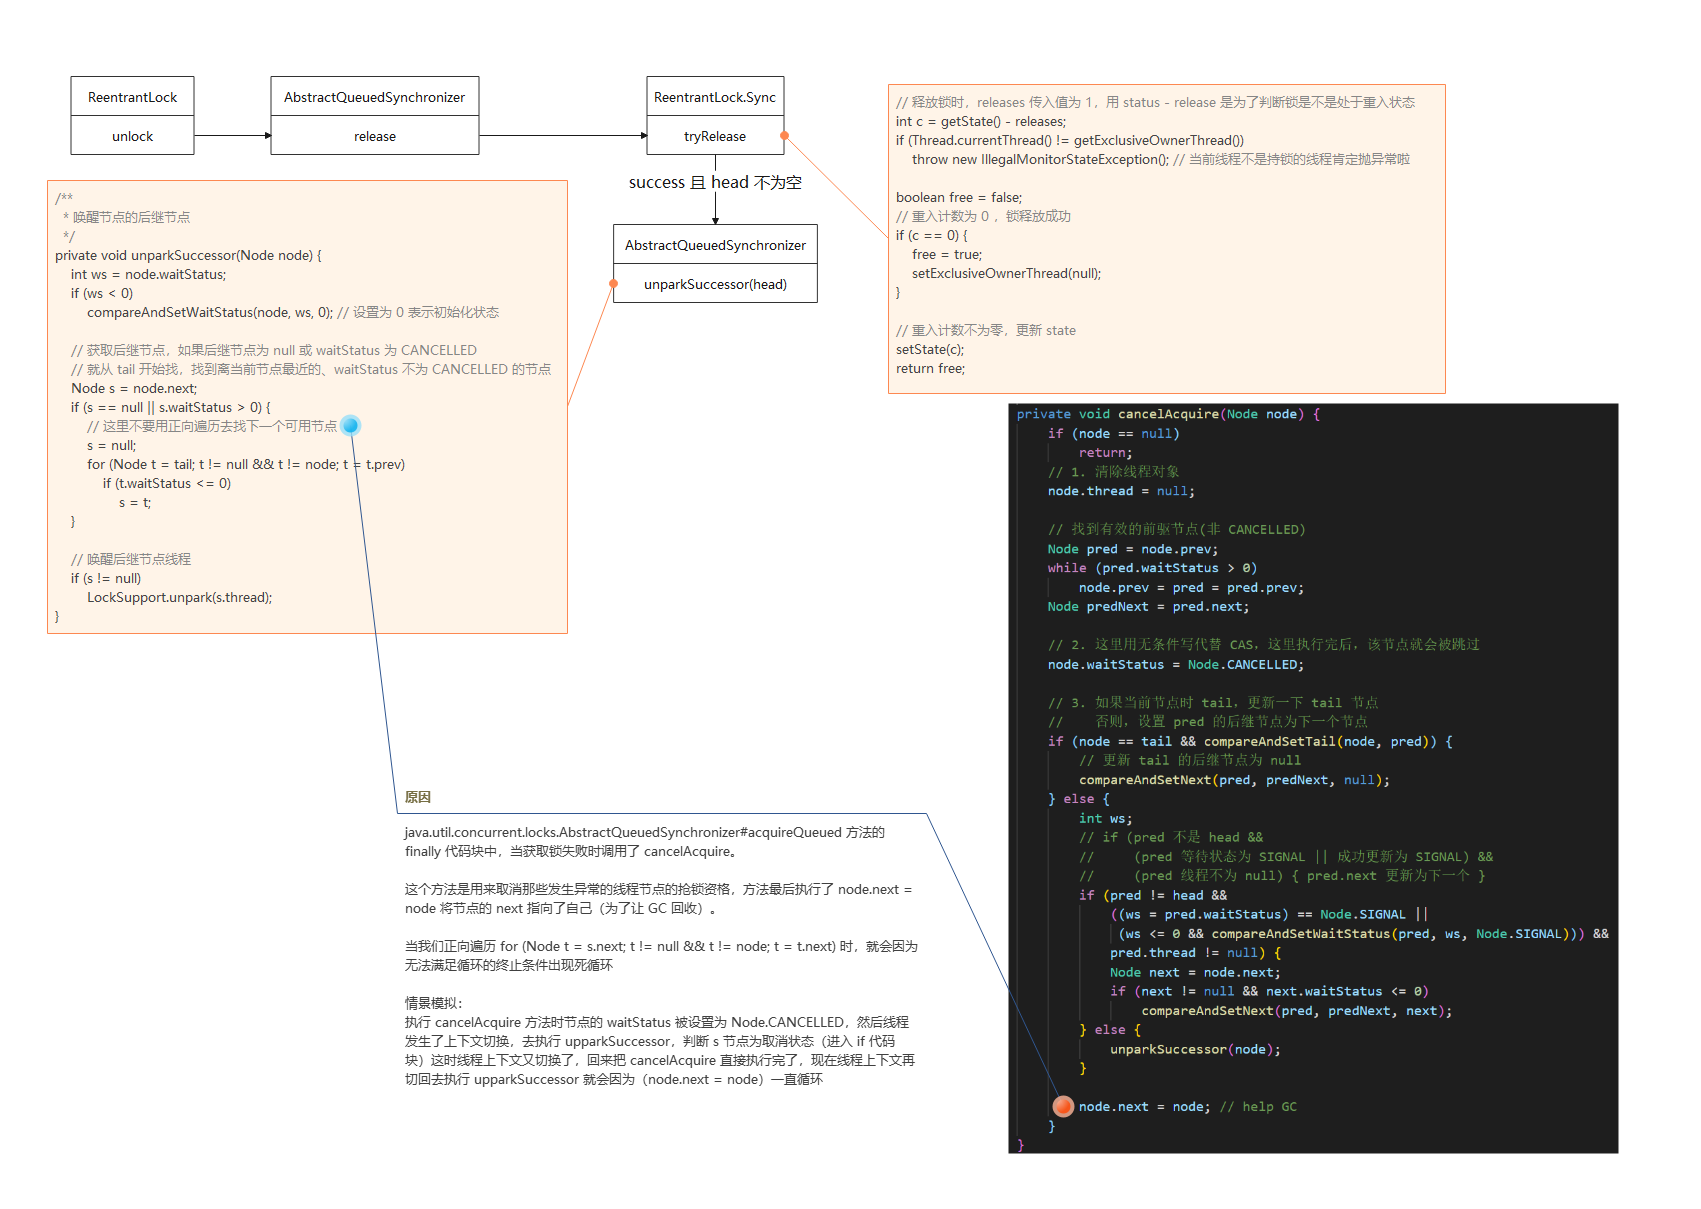 ReentrantLock
unlock
AbstractQueuedSynchronizer
release
ReentrantLock.Sync
tryRelease
success 且 head 不为空
AbstractQueuedSynchronizer
unparkSuccessor(head)
// 释放锁时，releases 传入值为 1，用 status - release 是为了判断锁是不是处于重入状态
int c = getState() - releases;
if (Thread.currentThread() != getExclusiveOwnerThread())
throw new IllegalMonitorStateException(); // 当前线程不是持锁的线程肯定抛异常啦
boolean free = false;
// 重入计数为 0 ，锁释放成功
if (c == 0) {
free = true;
setExclusiveOwnerThread(null);
}
// 重入计数不为零，更新 state
setState(c);
return free;
/**
* 唤醒节点的后继节点
*/
private void unparkSuccessor(Node node) {
int ws = node.waitStatus;
if (ws < 0)
compareAndSetWaitStatus(node, ws, 0); // 设置为 0 表示初始化状态
// 获取后继节点，如果后继节点为 null 或 waitStatus 为 CANCELLED
// 就从 tail 开始找，找到离当前节点最近的、waitStatus 不为 CANCELLED 的节点
Node s = node.next;
if (s == null || s.waitStatus > 0) {
// 这里不要用正向遍历去找下一个可用节点
s = null;
for (Node t = tail; t != null && t != node; t = t.prev)
if (t.waitStatus <= 0)
s = t;
}
// 唤醒后继节点线程
if (s != null)
LockSupport.unpark(s.thread);
}
原因
java.util.concurrent.locks.AbstractQueuedSynchronizer#acquireQueued 方法的
finally 代码块中，当获取锁失败时调用了 cancelAcquire。
这个方法是用来取消那些发生异常的线程节点的抢锁资格，方法最后执行了 node.next =
node 将节点的 next 指向了自己（为了让 GC 回收）。
当我们正向遍历 for (Node t = s.next; t != null && t != node; t = t.next) 时，就会因为
无法满足循环的终止条件出现死循环
情景模拟：
执行 cancelAcquire 方法时节点的 waitStatus 被设置为 Node.CANCELLED，然后线程
发生了上下文切换，去执行 upparkSuccessor，判断 s 节点为取消状态（进入 if 代码
块）这时线程上下文又切换了，回来把 cancelAcquire 直接执行完了，现在线程上下文再
切回去执行 upparkSuccessor 就会因为（node.next = node）一直循环
private void cancelAcquire(Node node) {
if (node == null)
return;
// 1. 清除线程对象
node.thread = null;
// 找到有效的前驱节点(非 CANCELLED)
Node pred = node.prev;
while (pred.waitStatus > 0)
node.prev = pred = pred.prev;
Node predNext = pred.next;
// 2. 这里用无条件写代替 CAS，这里执行完后，该节点就会被跳过
node.waitStatus = Node.CANCELLED;
// 3. 如果当前节点时 tail，更新一下 tail 节点
//    否则，设置 pred 的后继节点为下一个节点
if (node == tail && compareAndSetTail(node, pred)) {
// 更新 tail 的后继节点为 null
compareAndSetNext(pred, predNext, null);
} else {
int ws;
// if (pred 不是 head &&
//     (pred 等待状态为 SIGNAL || 成功更新为 SIGNAL) &&
//     (pred 线程不为 null) { pred.next 更新为下一个 }
if (pred != head &&
((ws = pred.waitStatus) == Node.SIGNAL ||
(ws <= 0 && compareAndSetWaitStatus(pred, ws, Node.SIGNAL))) &&
pred.thread != null) {
Node next = node.next;
if (next != null && next.waitStatus <= 0)
compareAndSetNext(pred, predNext, next);
} else {
unparkSuccessor(node);
}
node.next = node; // help GC
}
}